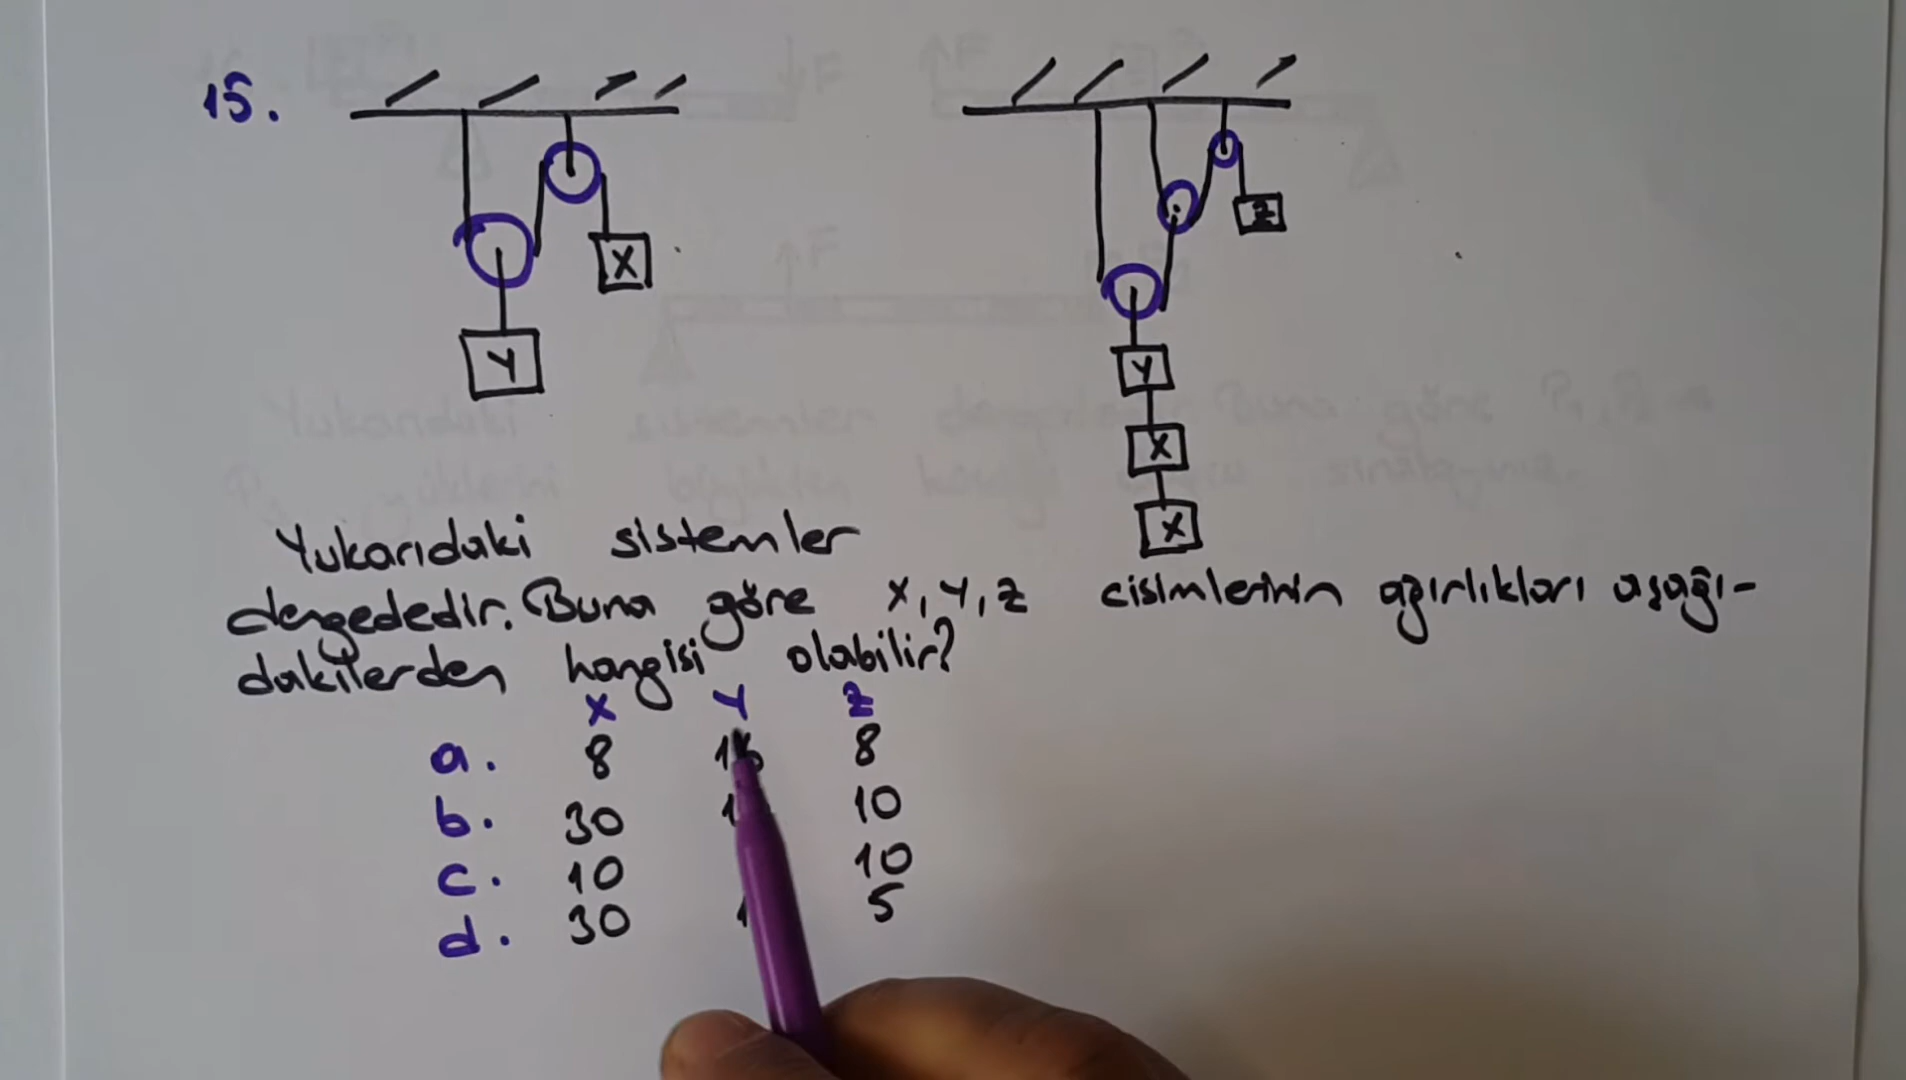 15.
X
Y
Z
Y
X
X
Yukarıdaki sistemler
dengededir. Buna göre X, Y, Z cisimlerinin ağırlıkları aşağı-
dakilerden hangisi olabilir?
X Y Z
a. 8 16 8
b. 30 10
c. 10 10
d. 30 5